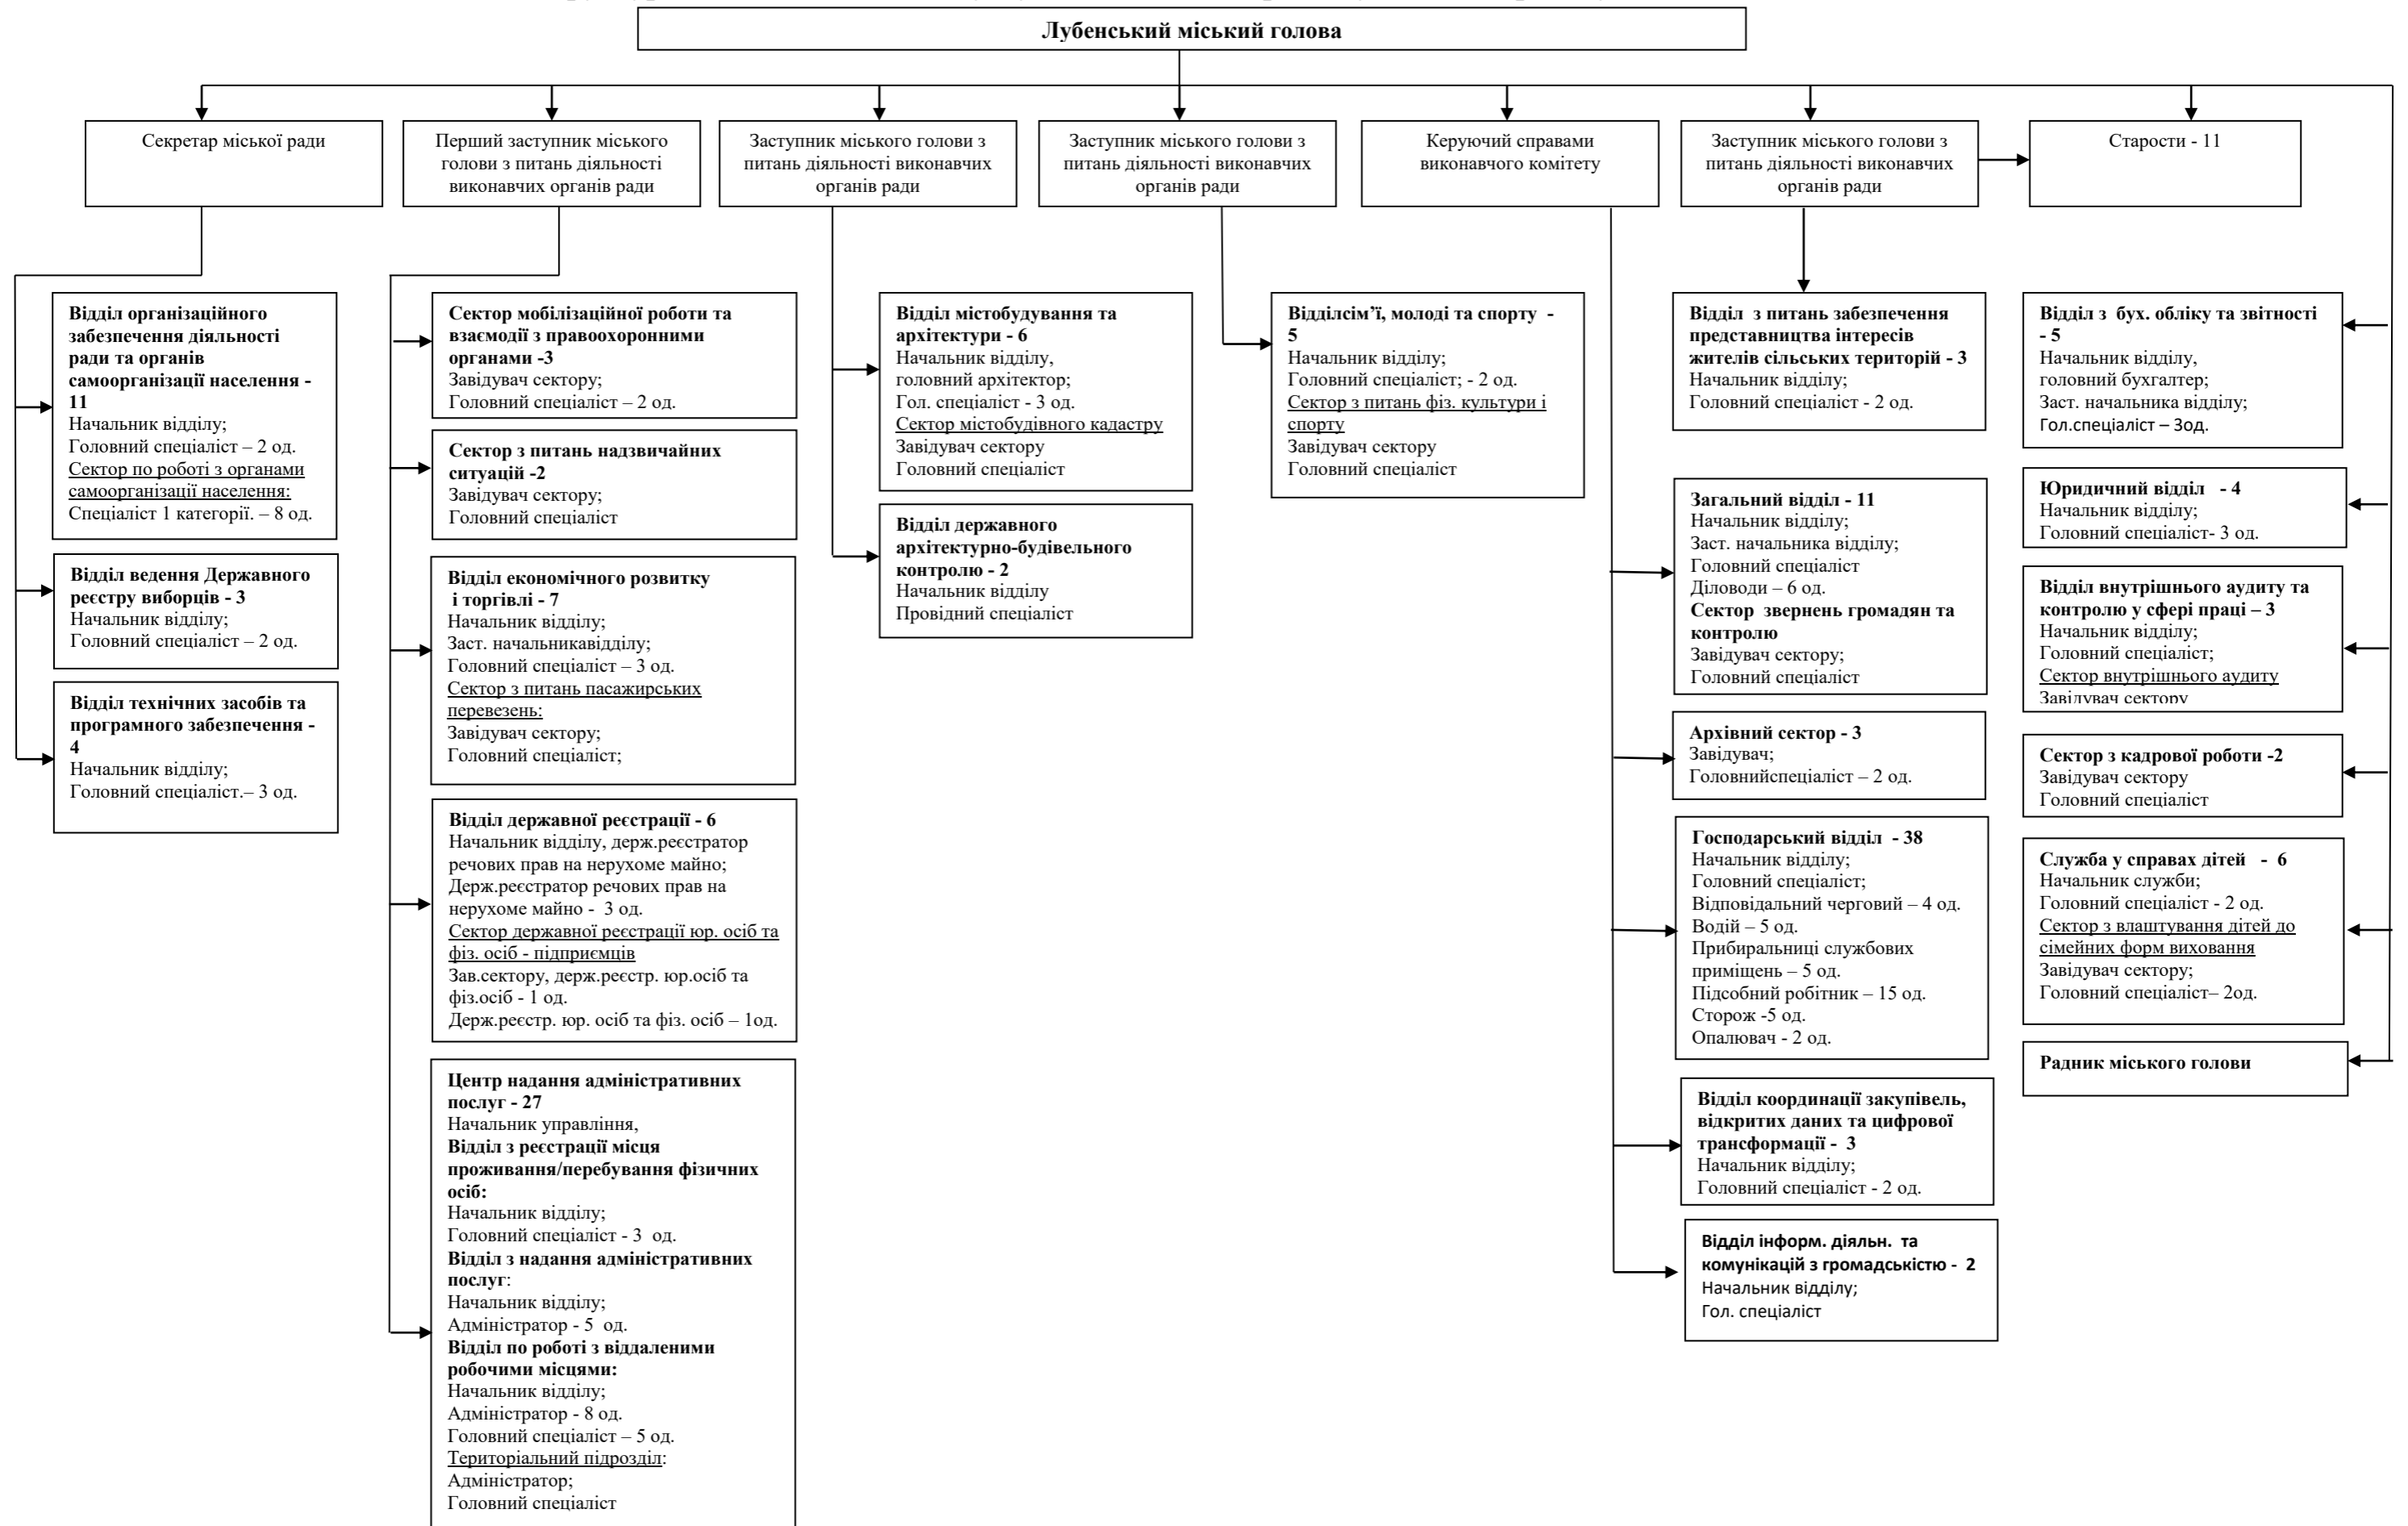 Лубенський міський голова
Секретар міської ради
Перший заступник міського
голови з питань діяльності
виконавчих органів ради
Заступник міського голови з
питань діяльності виконавчих
органів ради
Заступник міського голови з
питань діяльності виконавчих
органів ради
Керуючий справами
виконавчого комітету
Заступник міського голови з
питань діяльності виконавчих
органів ради
Старости - 11
Відділ організаційного
забезпечення діяльності
ради та органів
самоорганізації населення -
11
Начальник відділу;
Головний спеціаліст – 2 од.
Сектор по роботі з органами
самоорганізації населення:
Спеціаліст 1 категорії. – 8 од.
Відділ ведення Державного
реєстру виборців - 3
Начальник відділу;
Головний спеціаліст – 2 од.
Відділ технічних засобів та
програмного забезпечення -
4
Начальник відділу;
Головний спеціаліст.– 3 од.
Сектор мобілізаційної роботи та
взаємодії з правоохоронними
органами -3
Завідувач сектору;
Головний спеціаліст – 2 од.
Сектор з питань надзвичайних
ситуацій -2
Завідувач сектору;
Головний спеціаліст
Відділ економічного розвитку
і торгівлі - 7
Начальник відділу;
Заст. начальникавідділу;
Головний спеціаліст – 3 од.
Сектор з питань пасажирських
перевезень:
Завідувач сектору;
Головний спеціаліст;
Відділ державної реєстрації - 6
Начальник відділу, держ.реєстратор
речових прав на нерухоме майно;
Держ.реєстратор речових прав на
нерухоме майно - 3 од.
Сектор державної реєстрації юр. осіб та
фіз. осіб - підприємців
Зав.сектору, держ.реєстр. юр.осіб та
фіз.осіб - 1 од.
Держ.реєстр. юр. осіб та фіз. осіб – 1од.
Центр надання адміністративних
послуг - 27
Начальник управління,
Відділ з реєстрації місця
проживання/перебування фізичних
осіб:
Начальник відділу;
Головний спеціаліст - 3 од.
Відділ з надання адміністративних
послуг:
Начальник відділу;
Адміністратор - 5 од.
Відділ по роботі з віддаленими
робочими місцями:
Начальник відділу;
Адміністратор - 8 од.
Головний спеціаліст – 5 од.
Територіальний підрозділ:
Адміністратор;
Головний спеціаліст
Відділ містобудування та
архітектури - 6
Начальник відділу,
головний архітектор;
Гол. спеціаліст - 3 од.
Сектор містобудівного кадастру
Завідувач сектору
Головний спеціаліст
Відділ державного
архітектурно-будівельного
контролю - 2
Начальник відділу
Провідний спеціаліст
Відділсім’ї, молоді та спорту -
5
Начальник відділу;
Головний спеціаліст; - 2 од.
Сектор з питань фіз. культури і
спорту
Завідувач сектору
Головний спеціаліст
Відділ з питань забезпечення
представництва інтересів
жителів сільських територій - 3
Начальник відділу;
Головний спеціаліст - 2 од.
Загальний відділ - 11
Начальник відділу;
Заст. начальника відділу;
Головний спеціаліст
Діловоди – 6 од.
Сектор звернень громадян та
контролю
Завідувач сектору;
Головний спеціаліст
Архівний сектор - 3
Завідувач;
Головнийспеціаліст – 2 од.
Господарський відділ - 38
Начальник відділу;
Головний спеціаліст;
Відповідальний черговий – 4 од.
Водій – 5 од.
Прибиральниці службових
приміщень – 5 од.
Підсобний робітник – 15 од.
Сторож -5 од.
Опалювач - 2 од.
Відділ координації закупівель,
відкритих даних та цифрової
трансформації - 3
Начальник відділу;
Головний спеціаліст - 2 од.
Відділ інформ. діяльн. та
комунікацій з громадськістю - 2
Начальник відділу;
Гол. спеціаліст
Відділ з бух. обліку та звітності
- 5
Начальник відділу,
головний бухгалтер;
Заст. начальника відділу;
Гол.спеціаліст – 3од.
Юридичний відділ - 4
Начальник відділу;
Головний спеціаліст- 3 од.
Відділ внутрішнього аудиту та
контролю у сфері праці – 3
Начальник відділу;
Головний спеціаліст;
Сектор внутрішнього аудиту
Завідувач сектору
Сектор з кадрової роботи -2
Завідувач сектору
Головний спеціаліст
Служба у справах дітей - 6
Начальник служби;
Головний спеціаліст - 2 од.
Сектор з влаштування дітей до
сімейних форм виховання
Завідувач сектору;
Головний спеціаліст– 2од.
Радник міського голови